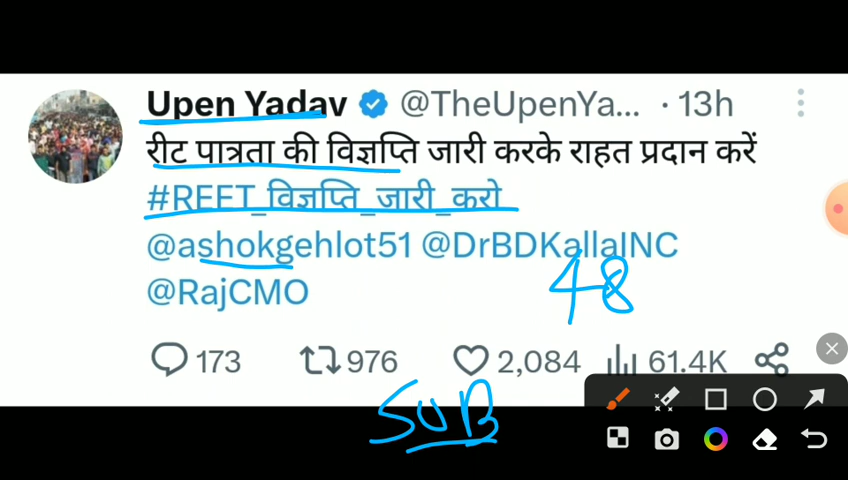 Upen Yadav @TheUpenYa... · 13h
रीट पात्रता की विज्ञप्ति जारी करके राहत प्रदान करें
#REET_विज्ञप्ति_जारी_करो
@ashokgehlot51 @DrBDKallaINC
@RajCMO
48
173 976 2,084 61.4K
SUB